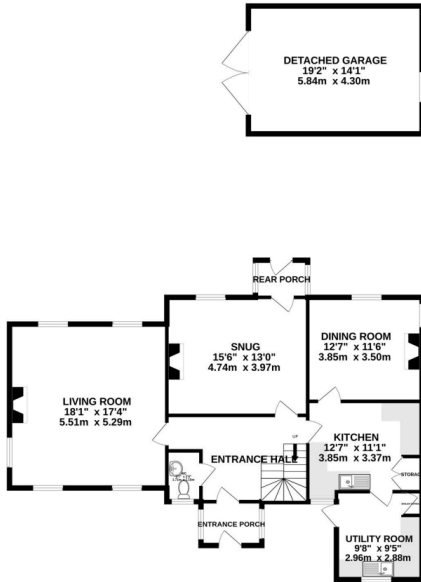 DETACHED GARAGE
19'2" x 14'1"
5.84m x 4.30m
REAR PORCH
SNUG
15'6" x 13'0"
4.74m x 3.97m
DINING ROOM
12'7" x 11'6"
3.85m x 3.50m
LIVING ROOM
18'1" x 17'4"
5.51m x 5.29m
UP
KITCHEN
12'7" x 11'1"
3.85m x 3.37m
ENTRANCE HALL
STORAGE
ENTRANCE PORCH
UTILITY ROOM
9'8" x 9'5"
2.96m x 2.88m